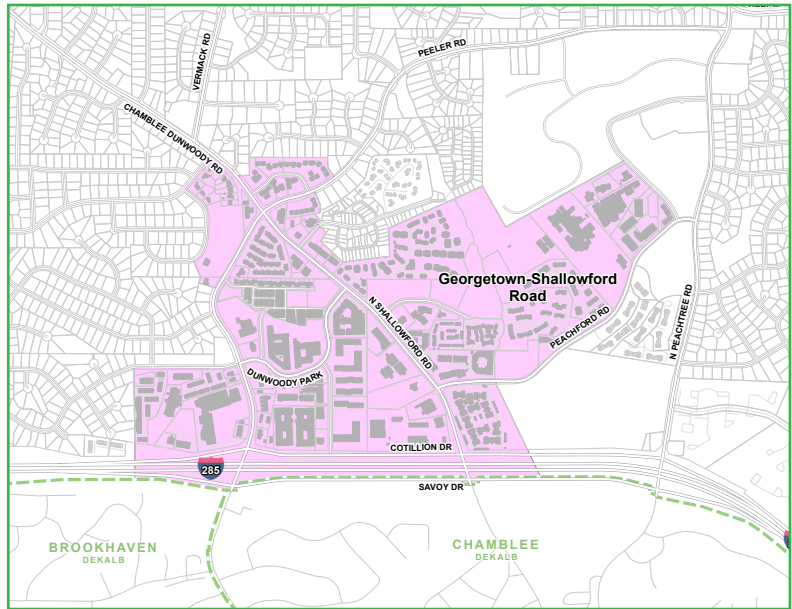 PEELER RD
VERMACK RD
CHAMBLEE DUNWOODY RD
Georgetown-Shallowford
Road
N SHALLOWFORD RD
PEACHFORD RD
N PEACHTREE RD
DUNWOODY PARK
COTILLION DR
285
SAVOY DR
BROOKHAVEN
DEKALB
CHAMBLEE
DEKALB